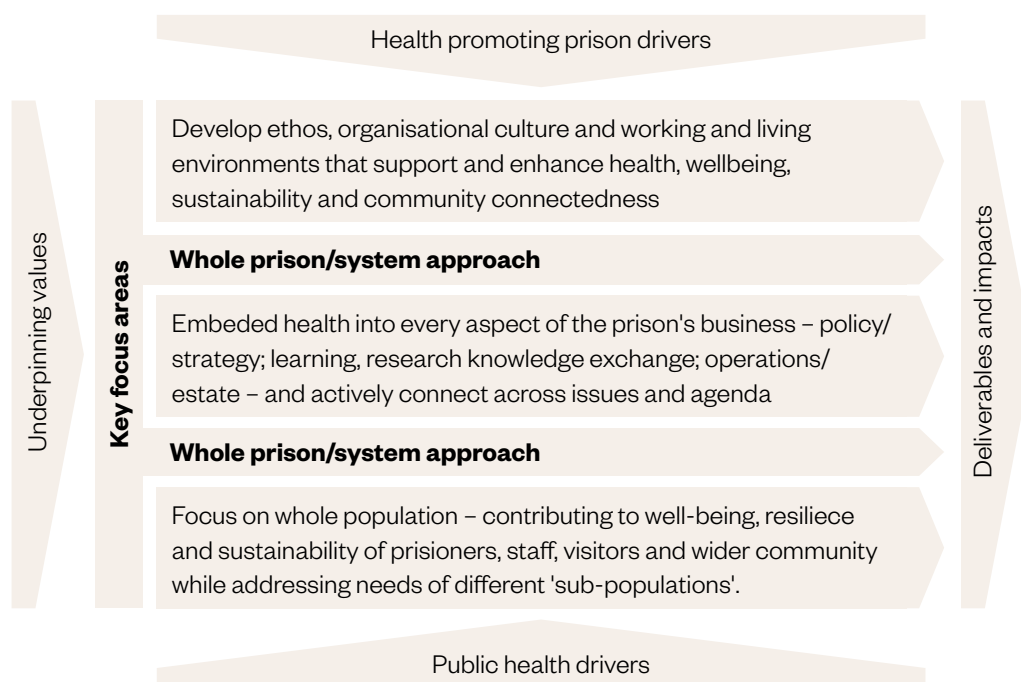 Health promoting prison drivers
Underpinning values
Key focus areas
Develop ethos, organisational culture and working and living
environments that support and enhance health, wellbeing,
sustainability and community connectedness
Whole prison/system approach
Embeded health into every aspect of the prison's business – policy/
strategy; learning, research knowledge exchange; operations/
estate – and actively connect across issues and agenda
Whole prison/system approach
Focus on whole population – contributing to well-being, resiliece
and sustainability of prisioners, staff, visitors and wider community
while addressing needs of different 'sub-populations'.
Deliverables and impacts
Public health drivers